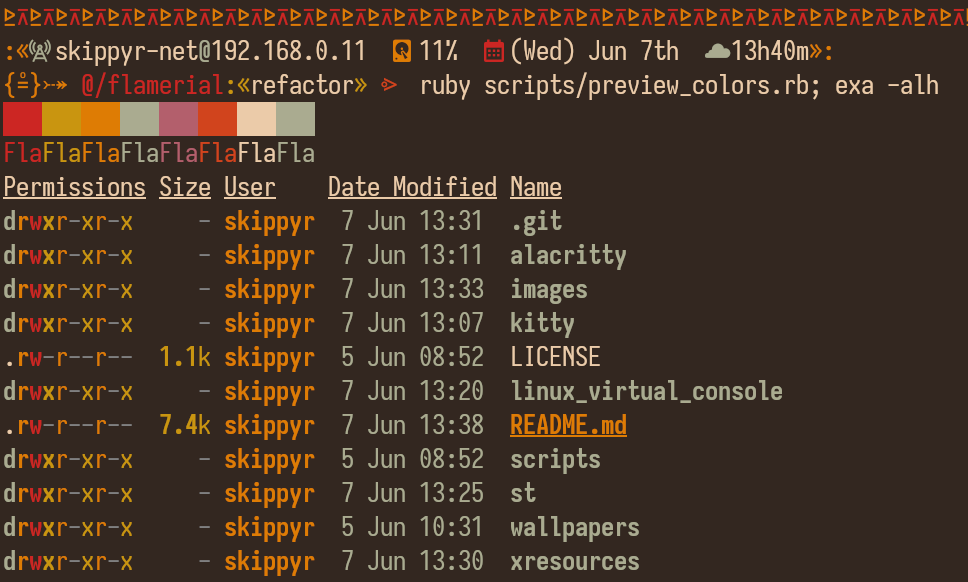 :«skippyr-net@192.168.0.11 11% (Wed) Jun 7th 13h40m»:
{≗}⤐ @/flamerial:«refactor» ⪧ ruby scripts/preview_colors.rb; exa -alh
FlaFlaFlaFlaFlaFlaFlaFla
Permissions Size User Date Modified Name
drwxr-xr-x - skippyr 7 Jun 13:31 .git
drwxr-xr-x - skippyr 7 Jun 13:11 alacritty
drwxr-xr-x - skippyr 7 Jun 13:33 images
drwxr-xr-x - skippyr 7 Jun 13:07 kitty
.rw-r--r-- 1.1k skippyr 5 Jun 08:52 LICENSE
drwxr-xr-x - skippyr 7 Jun 13:20 linux_virtual_console
.rw-r--r-- 7.4k skippyr 7 Jun 13:38 README.md
drwxr-xr-x - skippyr 5 Jun 08:52 scripts
drwxr-xr-x - skippyr 7 Jun 13:25 st
drwxr-xr-x - skippyr 5 Jun 10:31 wallpapers
drwxr-xr-x - skippyr 7 Jun 13:30 xresources